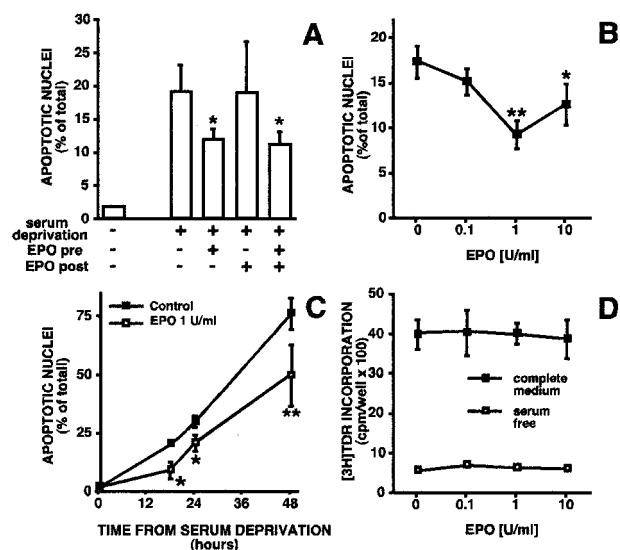 A
APOPTOTIC NUCLEI
(% of total)
30
25
20
15
10
5
0
* *
serum
deprivation - + + + +
EPO pre - - + - +
EPO post - - - + +
B
APOPTOTIC NUCLEI
(%of total)
20
15
10
5
0
** *
0 0.1 1 10
EPO [U/ml]
C
APOPTOTIC NUCLEI
(% of totall)
75
50
25
0
Control
EPO 1 U/ml
* * **
0 12 24 36 48
TIME FROM SERUM DEPRIVATION
(hours)
D
[3H]TDR INCORPORATION
(cpm/well x 100)
50
40
30
20
10
0
complete
medium
serum
free
0 0.1 1 10
EPO [U/ml]